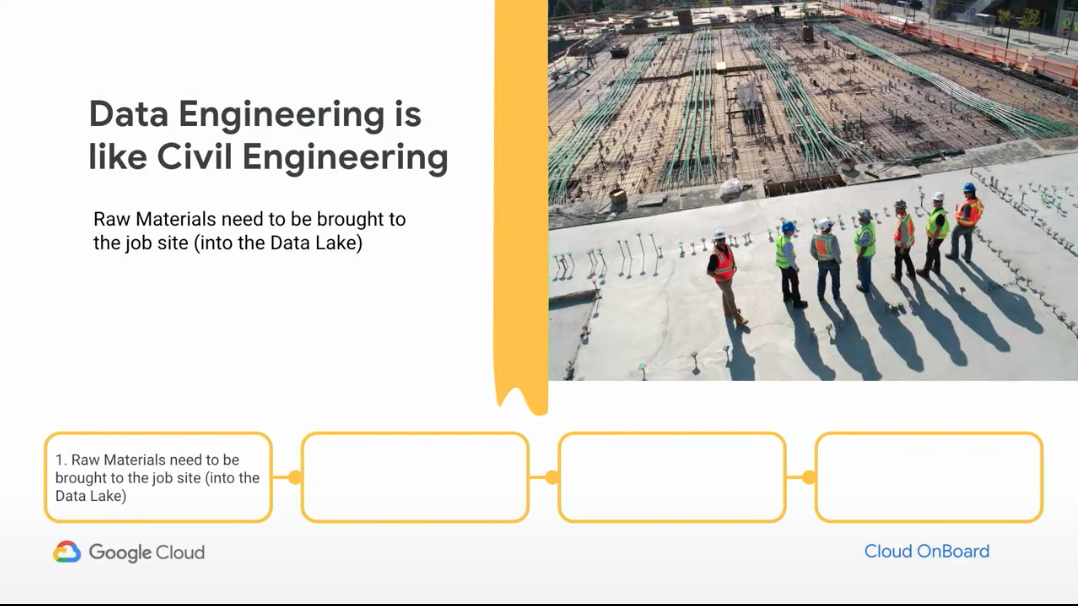 Data Engineering is
like Civil Engineering
Raw Materials need to be brought to
the job site (into the Data Lake)
1. Raw Materials need to be
brought to the job site (into the
Data Lake)
Google Cloud
Cloud OnBoard